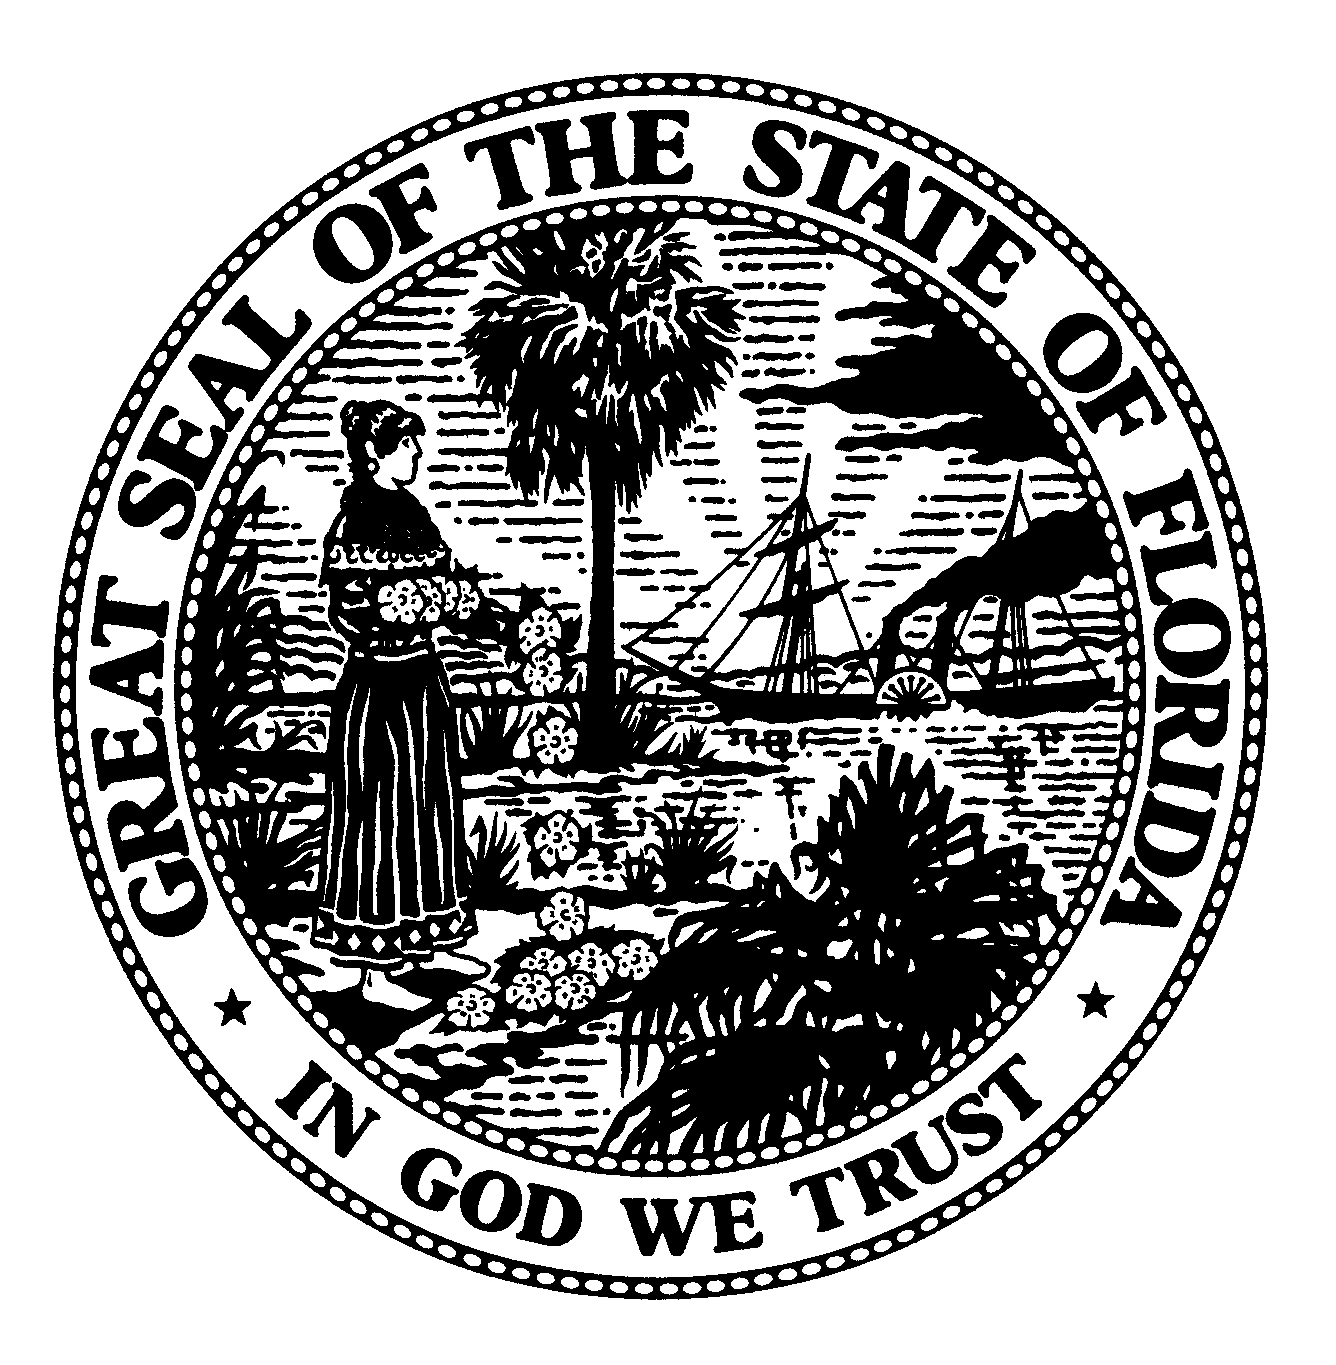 GREAT SEAL OF THE STATE OF FLORIDA
IN GOD WE TRUST